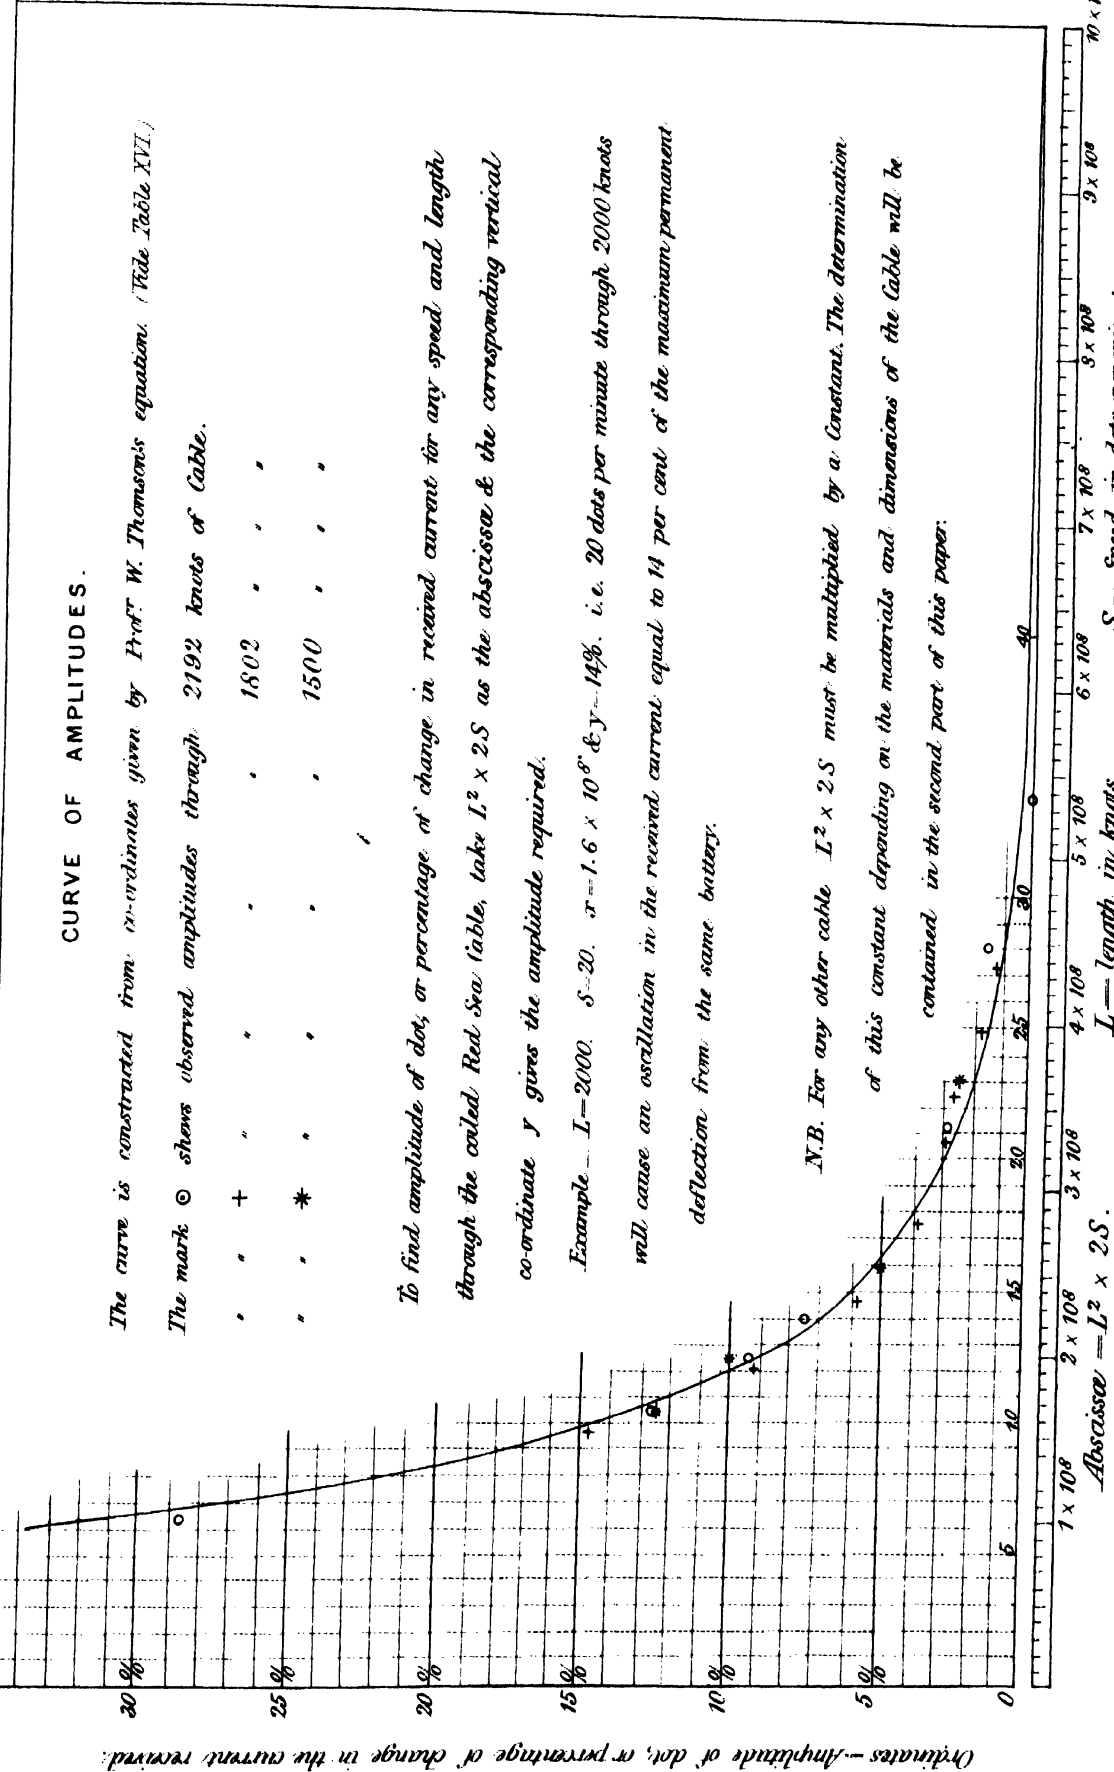 CURVE OF AMPLITUDES.
The curve is constructed from co-ordinates given by Prof.r W. Thomson's equation. (Vide Table XVI.)
The mark ⊙ shews observed amplitudes through 2192 knots of Cable.
" " + " " " " 1802 " " "
" " * " " " " 1500 " " "
To find amplitude of dot, or percentage of change in received current for any speed and length
through the coiled Red Sea Cable, take L² × 2S as the abscissa & the corresponding vertical
co-ordinate y gives the amplitude required.
Example _ L=2000. S=20. x=1.6 × 10⁸ & y=14%. i.e. 20 dots per minute through 2000 knots
will cause an oscillation in the received current equal to 14 per cent of the maximum permanent
deflection from the same battery.
N.B. For any other cable L² × 2S must be multiplied by a Constant. The determination
of this constant depending on the materials and dimensions of the Cable will be
contained in the second part of this paper.
Ordinates = Amplitude of dot, or percentage of change in the current received.
30 %
25 %
20 %
15 %
10 %
5 %
0
5 10 15 20 25 30 40
1 × 10⁸ 2 × 10⁸ 3 × 10⁸ 4 × 10⁸ 5 × 10⁸ 6 × 10⁸ 7 × 10⁸ 8 × 10⁸ 9 × 10⁸ 10 ×
Abscissæ = L² × 2S. L = length in knots